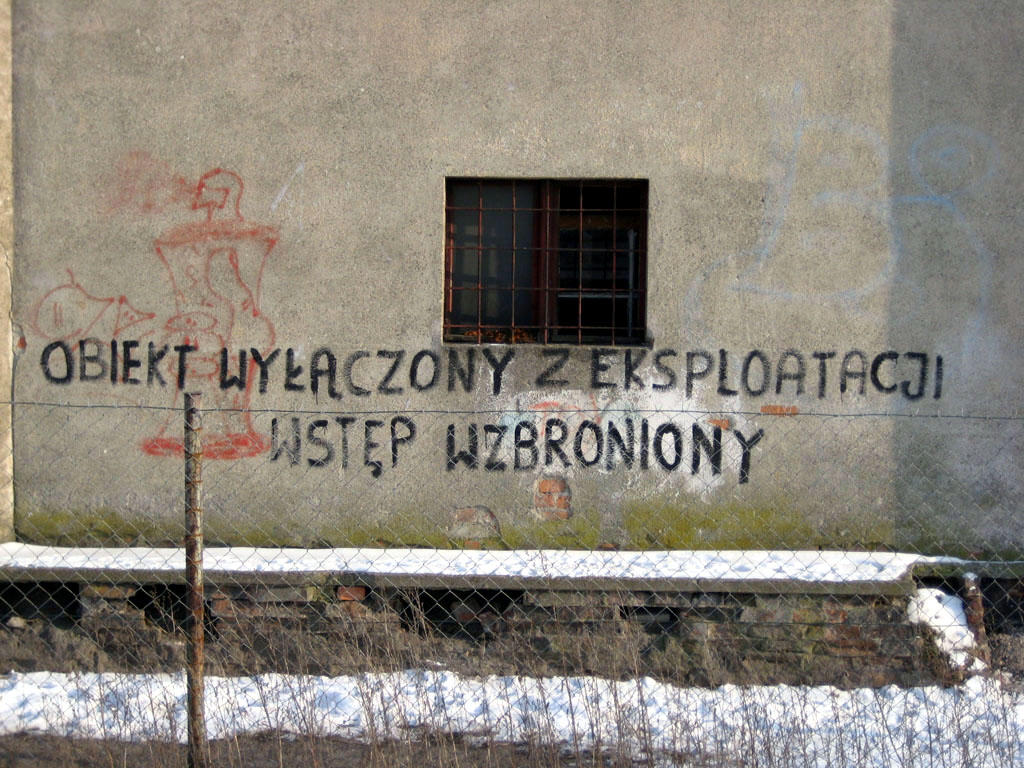 OBIEKT WYŁĄCZONY Z EKSPLOATACJI
WSTĘP WZBRONIONY